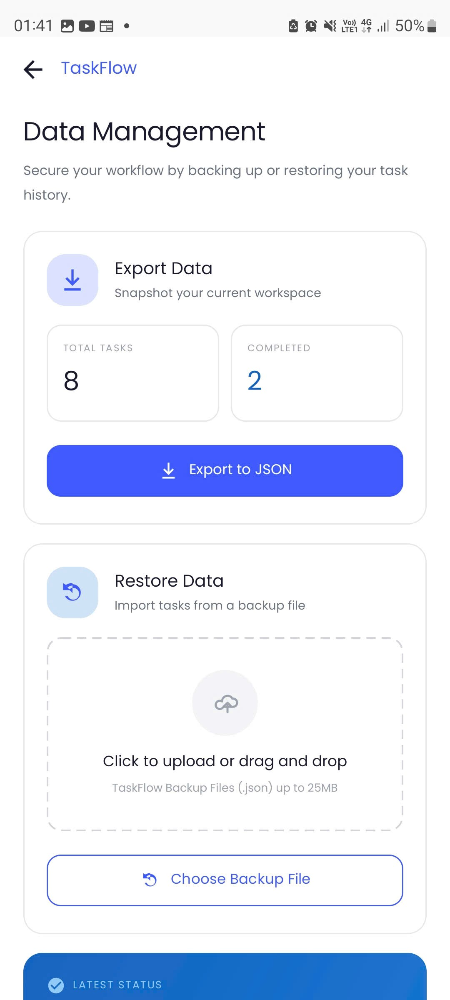 01:41
Vo)) LTE1 4G 50%
TaskFlow
Data Management
Secure your workflow by backing up or restoring your task
history.
Export Data
Snapshot your current workspace
TOTAL TASKS
8
COMPLETED
2
Export to JSON
Restore Data
Import tasks from a backup file
Click to upload or drag and drop
TaskFlow Backup Files (.json) up to 25MB
Choose Backup File
LATEST STATUS